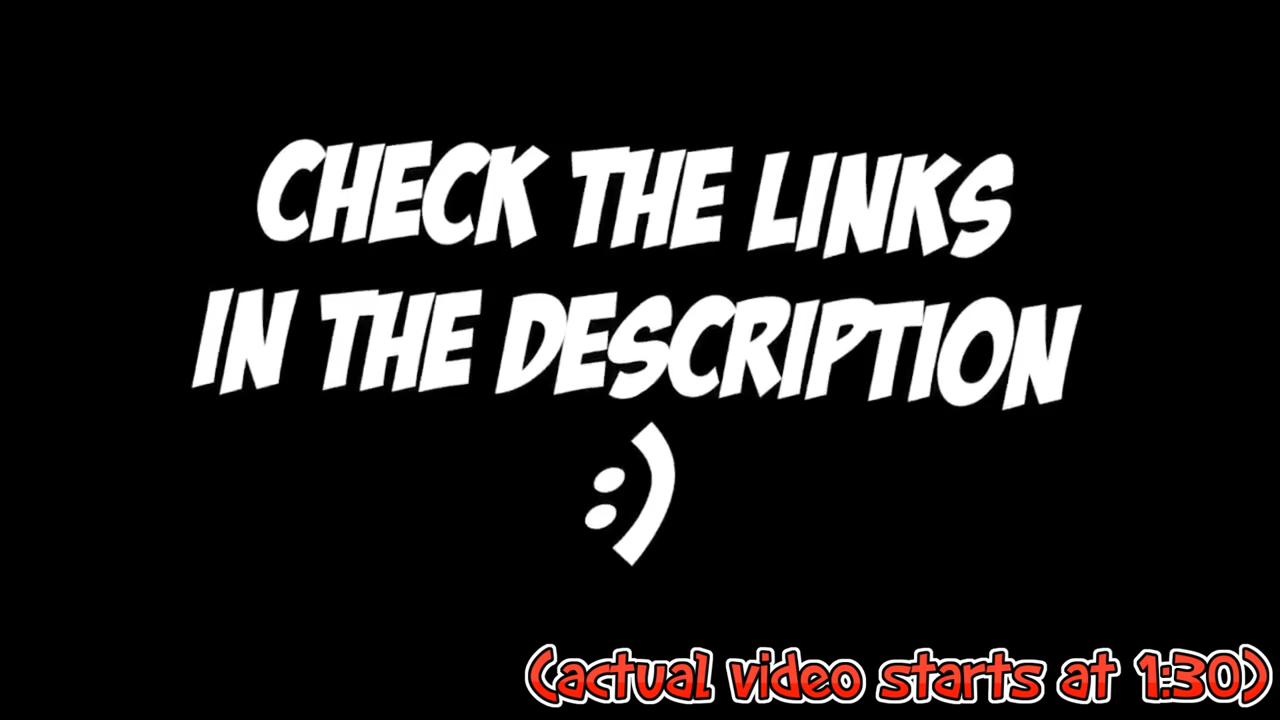 CHECK THE LINKS
IN THE DESCRIPTION
:)
(actual video starts at 1:30)